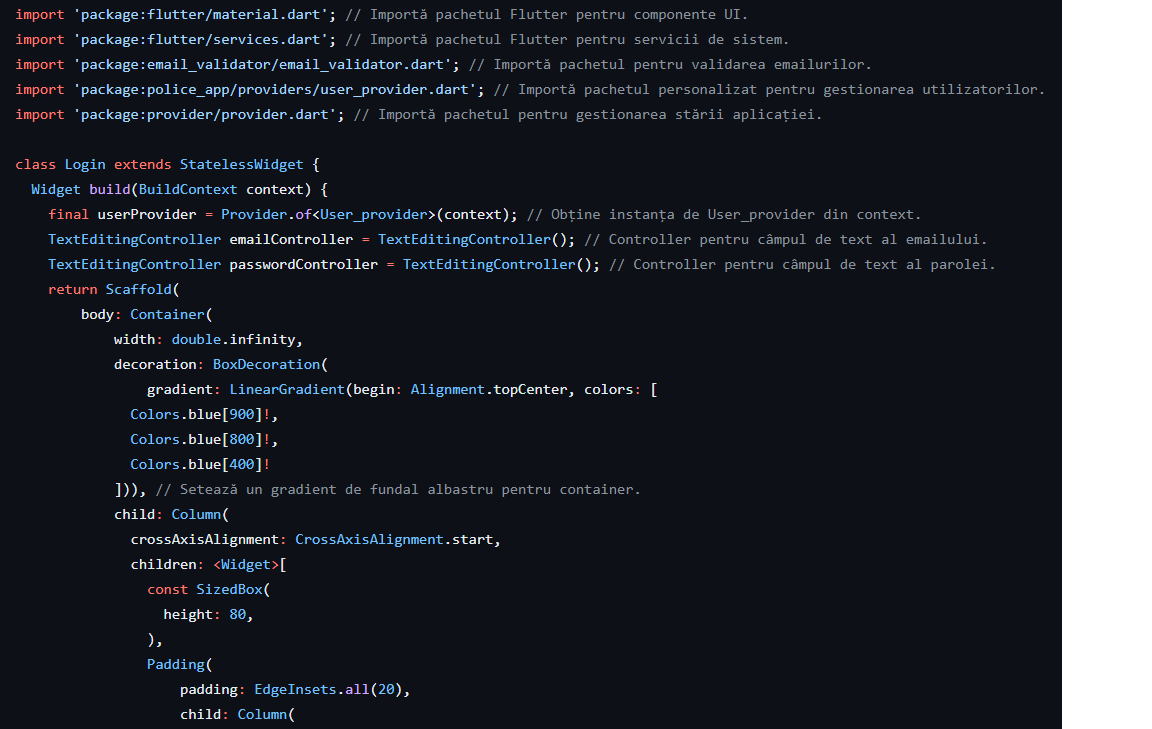 import 'package:flutter/material.dart'; // Importă pachetul Flutter pentru componente UI.
import 'package:flutter/services.dart'; // Importă pachetul Flutter pentru servicii de sistem.
import 'package:email_validator/email_validator.dart'; // Importă pachetul pentru validarea emailurilor.
import 'package:police_app/providers/user_provider.dart'; // Importă pachetul personalizat pentru gestionarea utilizatorilor.
import 'package:provider/provider.dart'; // Importă pachetul pentru gestionarea stării aplicației.

class Login extends StatelessWidget {
  Widget build(BuildContext context) {
    final userProvider = Provider.of<User_provider>(context); // Obține instanța de User_provider din context.
    TextEditingController emailController = TextEditingController(); // Controller pentru câmpul de text al emailului.
    TextEditingController passwordController = TextEditingController(); // Controller pentru câmpul de text al parolei.
    return Scaffold(
        body: Container(
            width: double.infinity,
            decoration: BoxDecoration(
                gradient: LinearGradient(begin: Alignment.topCenter, colors: [
              Colors.blue[900]!,
              Colors.blue[800]!,
              Colors.blue[400]!
            ])), // Setează un gradient de fundal albastru pentru container.
            child: Column(
              crossAxisAlignment: CrossAxisAlignment.start,
              children: <Widget>[
                const SizedBox(
                  height: 80,
                ),
                Padding(
                    padding: EdgeInsets.all(20),
                    child: Column(